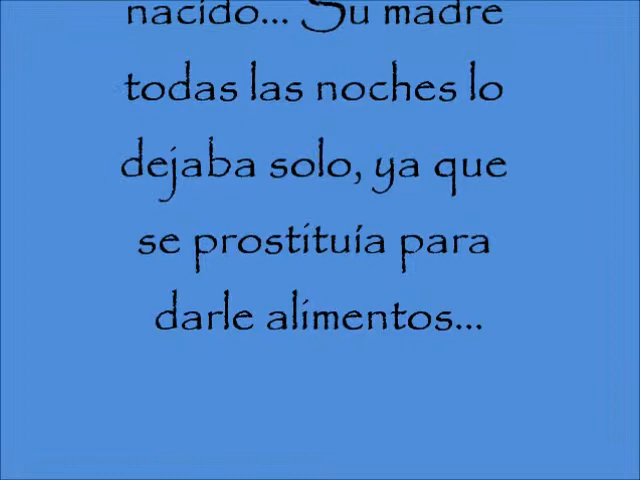 nacido... Su madre
todas las noches lo
dejaba solo, ya que
se prostituía para
darle alimentos...